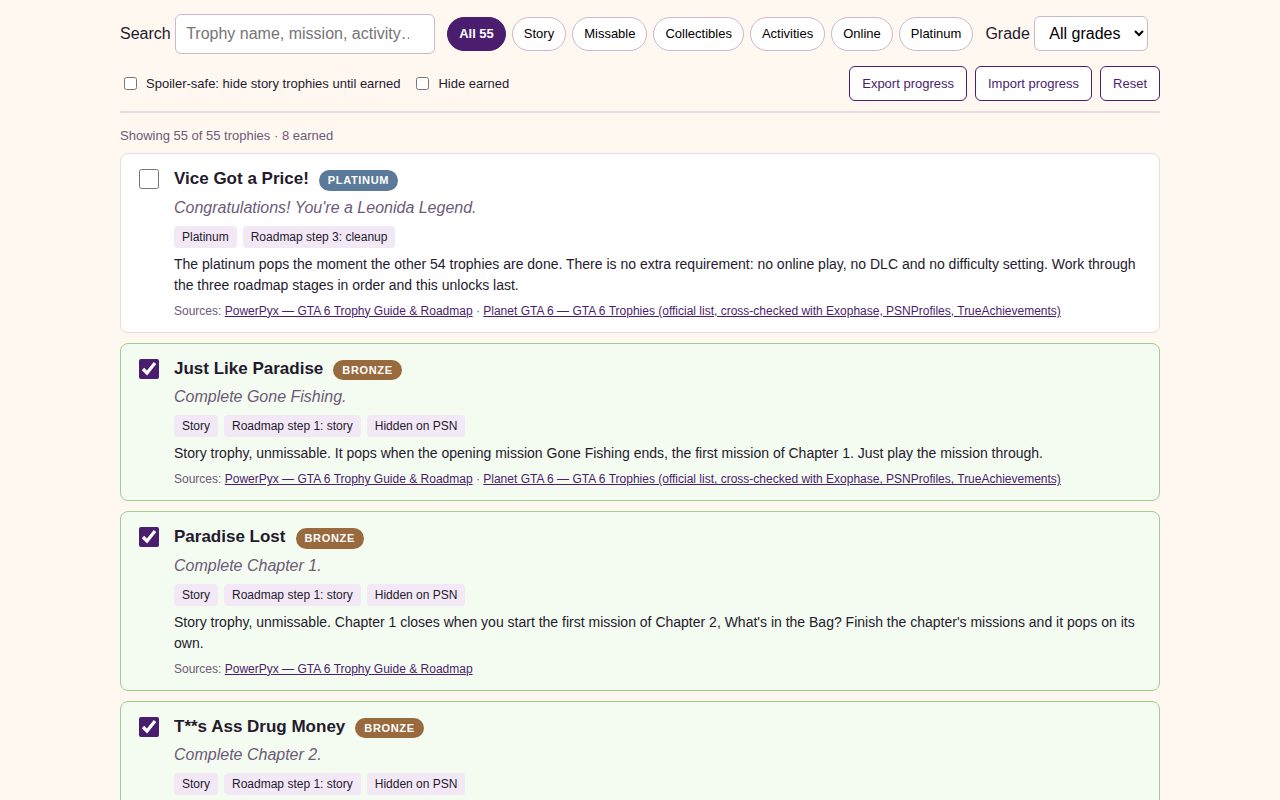 Search Trophy name, mission, activity.. All 55 Story Missable Collectibles Activities Online Platinum Grade All grades
Spoiler-safe: hide story trophies until earned Hide earned Export progress Import progress Reset
Showing 55 of 55 trophies · 8 earned
Vice Got a Price! PLATINUM
Congratulations! You're a Leonida Legend.
Platinum Roadmap step 3: cleanup
The platinum pops the moment the other 54 trophies are done. There is no extra requirement: no online play, no DLC and no difficulty setting. Work through
the three roadmap stages in order and this unlocks last.
Sources: PowerPyx — GTA 6 Trophy Guide & Roadmap · Planet GTA 6 — GTA 6 Trophies (official list, cross-checked with Exophase, PSNProfiles, TrueAchievements)
Just Like Paradise BRONZE
Complete Gone Fishing.
Story Roadmap step 1: story Hidden on PSN
Story trophy, unmissable. It pops when the opening mission Gone Fishing ends, the first mission of Chapter 1. Just play the mission through.
Sources: PowerPyx — GTA 6 Trophy Guide & Roadmap · Planet GTA 6 — GTA 6 Trophies (official list, cross-checked with Exophase, PSNProfiles, TrueAchievements)
Paradise Lost BRONZE
Complete Chapter 1.
Story Roadmap step 1: story Hidden on PSN
Story trophy, unmissable. Chapter 1 closes when you start the first mission of Chapter 2, What's in the Bag? Finish the chapter's missions and it pops on its
own.
Sources: PowerPyx — GTA 6 Trophy Guide & Roadmap
T**s Ass Drug Money BRONZE
Complete Chapter 2.
Story Roadmap step 1: story Hidden on PSN